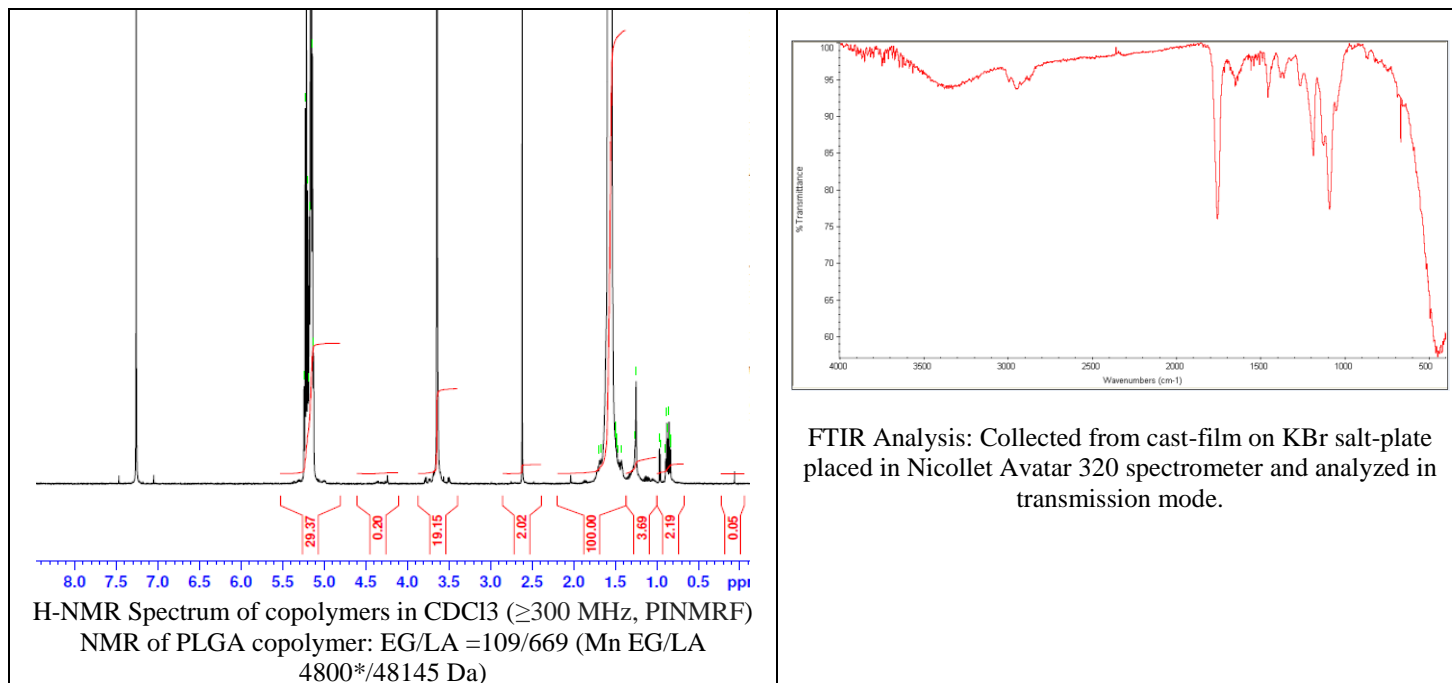 29.37
0.20
19.15
2.02
100.00
3.69
2.19
0.05
8.0 7.5 7.0 6.5 6.0 5.5 5.0 4.5 4.0 3.5 3.0 2.5 2.0 1.5 1.0 0.5 ppm
H-NMR Spectrum of copolymers in CDCl3 (≥300 MHz, PINMRF)
NMR of PLGA copolymer: EG/LA =109/669 (Mn EG/LA
4800*/48145 Da)
100
95
90
85
80
75
70
65
60
%Transmittance
4000 3500 3000 2500 2000 1500 1000 500
Wavenumbers (cm-1)
FTIR Analysis: Collected from cast-film on KBr salt-plate
placed in Nicollet Avatar 320 spectrometer and analyzed in
transmission mode.